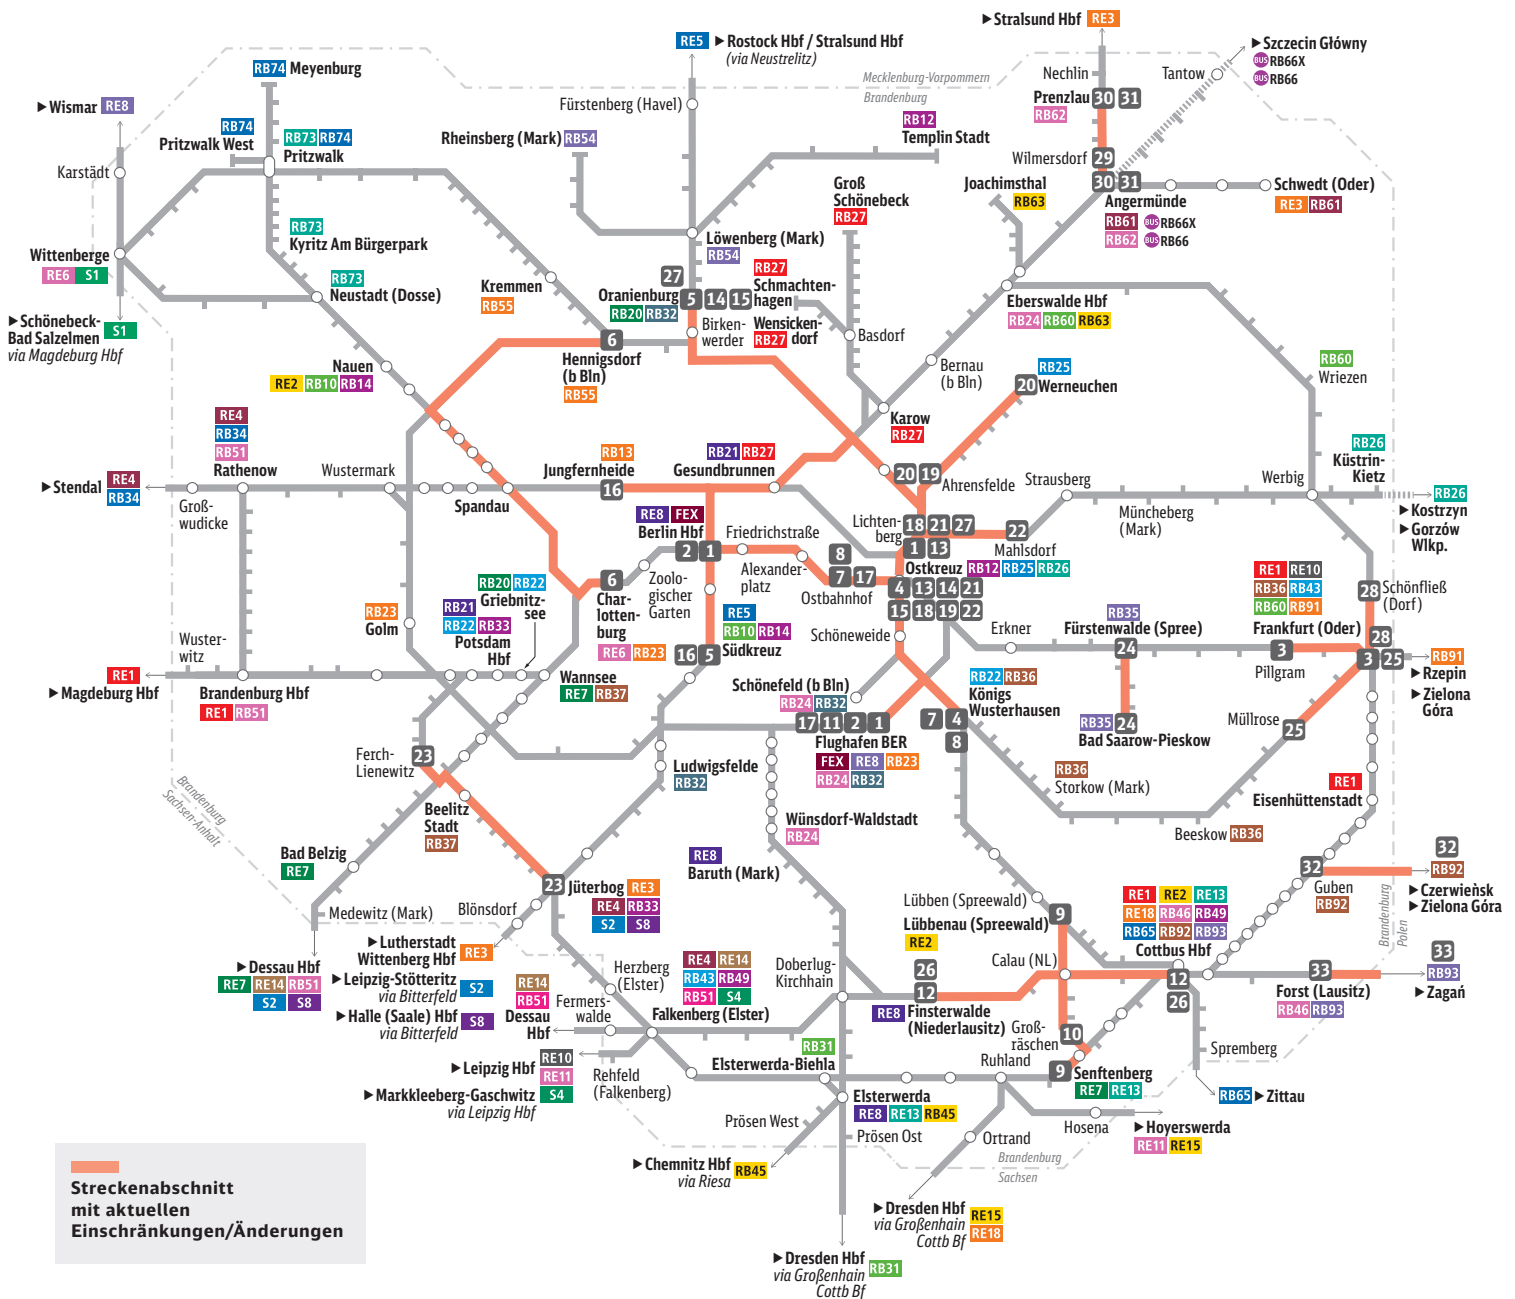 ▶ Stralsund Hbf RE3
RE5 ▶ Rostock Hbf / Stralsund Hbf
(via Neustrelitz)
▶ Szczecin Główny
BUS RB66X
BUS RB66
Mecklenburg-Vorpommern
Brandenburg
Nechlin
Tantow
RB74 Meyenburg
▶ Wismar RE8
Fürstenberg (Havel)
Prenzlau 30 31
RB62
RB74
Pritzwalk West
RB73 RB74
Pritzwalk
Rheinsberg (Mark) RB54
RB12
Templin Stadt
Wilmersdorf 29
Karstädt
30 31
Angermünde
RB61 BUS RB66X
RB62 BUS RB66
Schwedt (Oder)
RE3 RB61
Groß
Schönebeck
RB27
Joachimsthal
RB63
RB73
Kyritz Am Bürgerpark
Wittenberge
RE6 S1
Löwenberg (Mark)
RB54
RB73
Neustadt (Dosse)
Kremmen
RB55
27
Oranienburg 5 14 15
RB20 RB32
RB27
Schmachten-
hagen
Wensicken-
dorf
RB27
Eberswalde Hbf
RB24 RB60 RB63
▶ Schönebeck-
Bad Salzelmen S1
via Magdeburg Hbf
Birken-
werder
Basdorf
6
Hennigsdorf
(b Bln)
RB55
Bernau
(b Bln)
RB60
Wriezen
Nauen
RE2 RB10 RB14
RB25
20 Werneuchen
Karow
RB27
RE4
RB34
RB51
Rathenow
Wustermark
RB13
Jungfernheide
16
RB21 RB27
Gesundbrunnen
20 19
Ahrensfelde
Strausberg
Werbig
RB26
Küstrin-
Kietz
▶ Stendal RE4
RB34
Groß-
wudicke
Spandau
RB26
▶ Kostrzyn
▶ Gorzów
Wlkp.
Müncheberg
(Mark)
RE8 FEX
Berlin Hbf
2 1
Friedrichstraße
Alexander-
platz
Lichten-
berg
18 21 27
1 13
22
Mahlsdorf
8
7 17
Ostbahnhof
Ostkreuz RB12 RB25 RB26
4 13 14 21
15 18 19 22
Zoolo-
gischer
Garten
6
Char-
lotten-
burg
RE6 RB23
RB20 RB22
Griebnitz-
see
RB21
RB22 RB33
Potsdam
Hbf
RB23
Golm
RE5
RB10 RB14
Südkreuz
16 5
Schöneweide
Erkner
RB35
Fürstenwalde (Spree)
24
RE1 RE10
RB36 RB43
RB60 RB91
Frankfurt (Oder)
3
Pillgram
28 Schönfließ
(Dorf)
28
3 25
RB91
▶ Rzepin
▶ Zielona
Góra
Wuster-
witz
RE1
▶ Magdeburg Hbf
Brandenburg Hbf
RE1 RB51
Wannsee
RE7 RB37
Schönefeld (b Bln)
RB24 RB32
RB22 RB36
Königs
Wusterhausen
17 11 2 1
Flughafen BER
FEX RE8 RB23
RB24 RB32
7 4
8
RB35 24
Bad Saarow-Pieskow
Müllrose
25
Ferch-
Lienewitz
23
Ludwigsfelde
RB32
RB36
Storkow (Mark)
RE1
Eisenhüttenstadt
Brandenburg
Sachsen-Anhalt
Beelitz
Stadt
RB37
Wünsdorf-Waldstadt
RB24
Beeskow RB36
Bad Belzig
RE7
RE8
Baruth (Mark)
32
Guben
RB92
32
RB92
▶ Czerwieńsk
▶ Zielona Góra
23 Jüterbog RE3
RE4 RB33
S2 S8
Medewitz (Mark)
Blönsdorf
Lübben (Spreewald)
Lübbenau (Spreewald)
RE2
9
RE1 RE2 RE13
RE18 RB46 RB49
RB65 RB92 RB93
Cottbus Hbf
12
26
Brandenburg
Polen
▶ Lutherstadt
Wittenberg Hbf RE3
▶ Dessau Hbf
RE7 RE14 RB51
S2 S8
▶ Leipzig-Stötteritz S2
via Bitterfeld
▶ Halle (Saale) Hbf S8
via Bitterfeld
Herzberg
(Elster)
RE4 RE14
RB43 RB49
RB51 S4
Falkenberg (Elster)
Doberlug-
Kirchhain
26
12
RE8 Finsterwalde
(Niederlausitz)
Calau (NL)
33
Forst (Lausitz)
RB46 RB93
33
RB93
▶ Zagań
RE14
RB51
Dessau
Hbf
Fermers-
walde
Groß-
räschen
10
Spremberg
▶ Leipzig Hbf RE10
RE11
▶ Markkleeberg-Gaschwitz S4
via Leipzig Hbf
Rehfeld
(Falkenberg)
RB31
Elsterwerda-Biehla
Ruhland
9 Senftenberg
RE7 RE13
RB65 ▶ Zittau
Elsterwerda
RE8 RE13 RB45
Prösen West
Prösen Ost
Hosena
▶ Hoyerswerda
RE11 RE15
Ortrand
Brandenburg
Sachsen
▶ Chemnitz Hbf RB45
via Riesa
▶ Dresden Hbf RE15
via Großenhain RE18
Cottb Bf
▶ Dresden Hbf RB31
via Großenhain
Cottb Bf
Streckenabschnitt
mit aktuellen
Einschränkungen/Änderungen